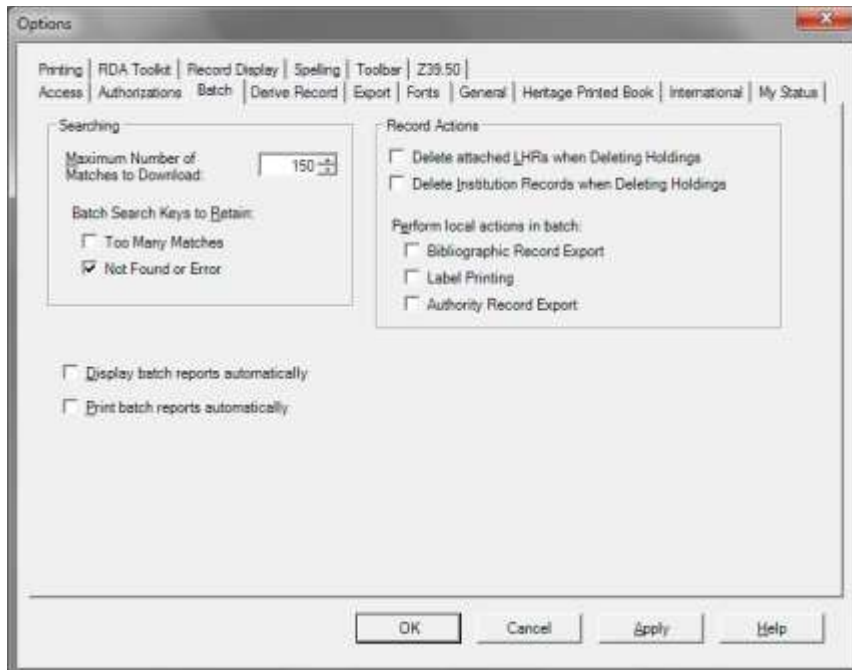 Options
Printing RDA Toolkit Record Display Spelling Toolbar Z39.50
Access Authorizations Batch Derive Record Export Fonts General Heritage Printed Book International My Status
Searching
Maximum Number of
Matches to Download:
150
Batch Search Keys to Retain:
Too Many Matches
Not Found or Error
Record Actions
Delete attached LHRs when Deleting Holdings
Delete Institution Records when Deleting Holdings
Perform local actions in batch:
Bibliographic Record Export
Label Printing
Authority Record Export
Display batch reports automatically
Print batch reports automatically
OK Cancel Apply Help